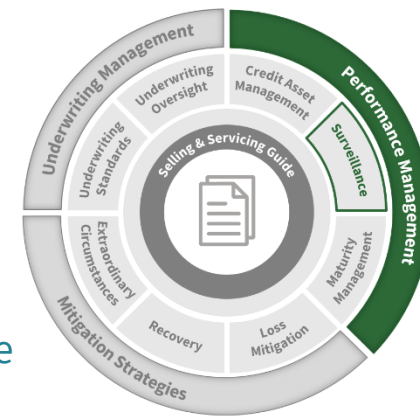 Underwriting Management
Performance Management
Mitigation Strategies
Underwriting
Oversight
Credit Asset
Management
Surveillance
Maturity
Management
Loss
Mitigation
Recovery
Extraordinary
Circumstances
Underwriting
Standards
Selling & Servicing Guide
e